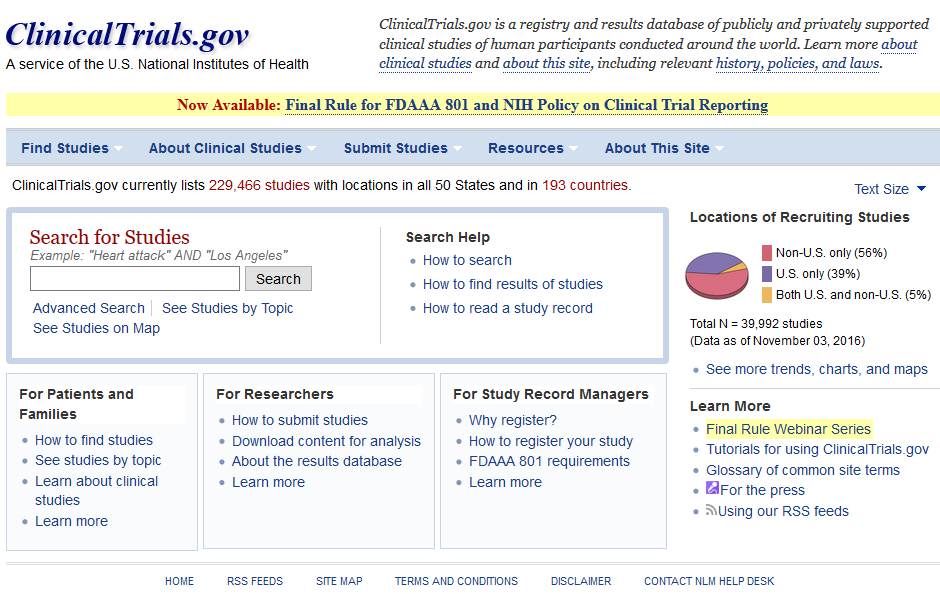 ClinicalTrials.gov
A service of the U.S. National Institutes of Health
ClinicalTrials.gov is a registry and results database of publicly and privately supported
clinical studies of human participants conducted around the world. Learn more about
clinical studies and about this site, including relevant history, policies, and laws.
Now Available: Final Rule for FDAAA 801 and NIH Policy on Clinical Trial Reporting
Find Studies About Clinical Studies Submit Studies Resources About This Site
ClinicalTrials.gov currently lists 229,466 studies with locations in all 50 States and in 193 countries.
Text Size
Search for Studies
Example: "Heart attack" AND "Los Angeles"
Search
Advanced Search See Studies by Topic
See Studies on Map
Search Help
How to search
How to find results of studies
How to read a study record
Locations of Recruiting Studies
Non-U.S. only (56%)
U.S. only (39%)
Both U.S. and non-U.S. (5%)
Total N = 39,992 studies
(Data as of November 03, 2016)
See more trends, charts, and maps
For Patients and
Families
How to find studies
See studies by topic
Learn about clinical
studies
Learn more
For Researchers
How to submit studies
Download content for analysis
About the results database
Learn more
For Study Record Managers
Why register?
How to register your study
FDAAA 801 requirements
Learn more
Learn More
Final Rule Webinar Series
Tutorials for using ClinicalTrials.gov
Glossary of common site terms
For the press
Using our RSS feeds
HOME RSS FEEDS SITE MAP TERMS AND CONDITIONS DISCLAIMER CONTACT NLM HELP DESK